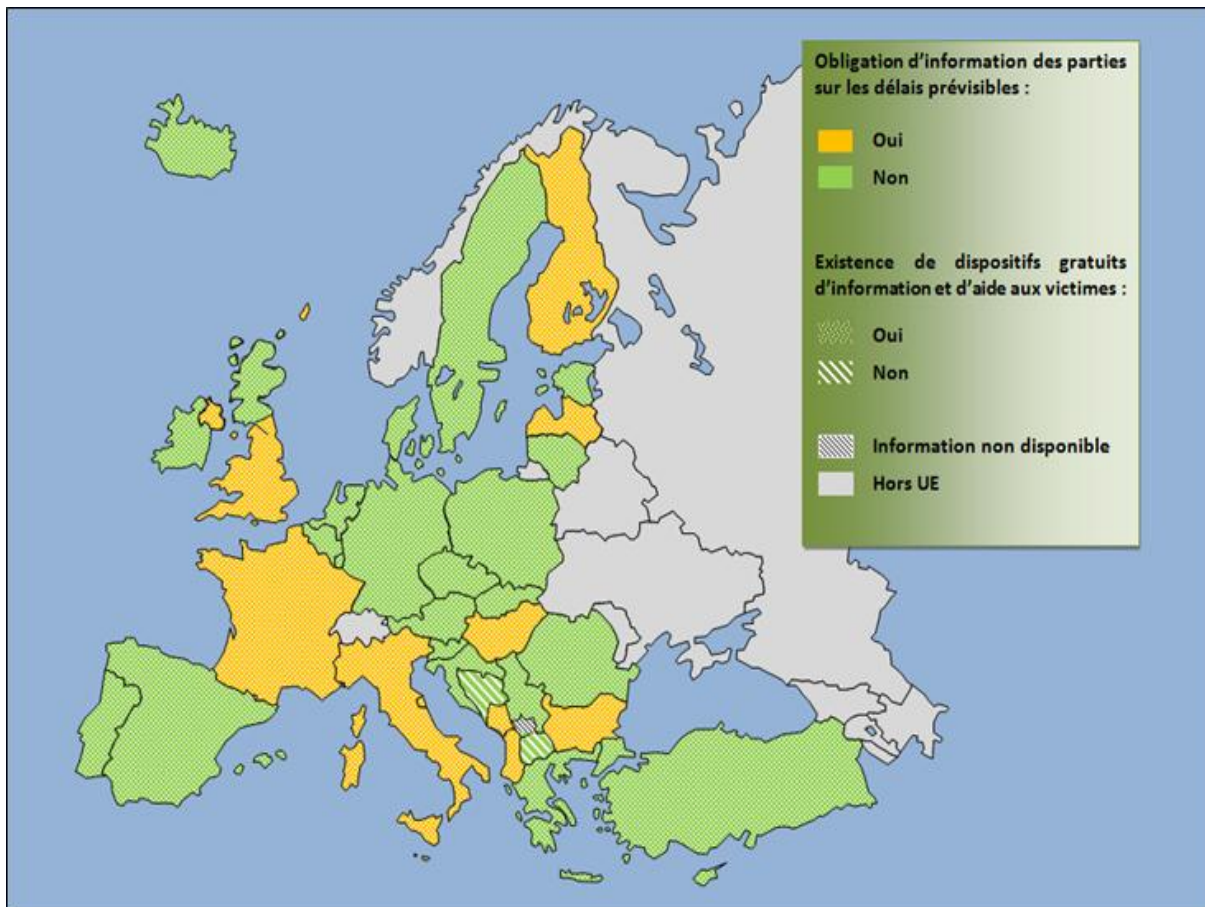 Obligation d'information des parties
sur les délais prévisibles :
Oui
Non
Existence de dispositifs gratuits
d'information et d'aide aux victimes :
Oui
Non
Information non disponible
Hors UE